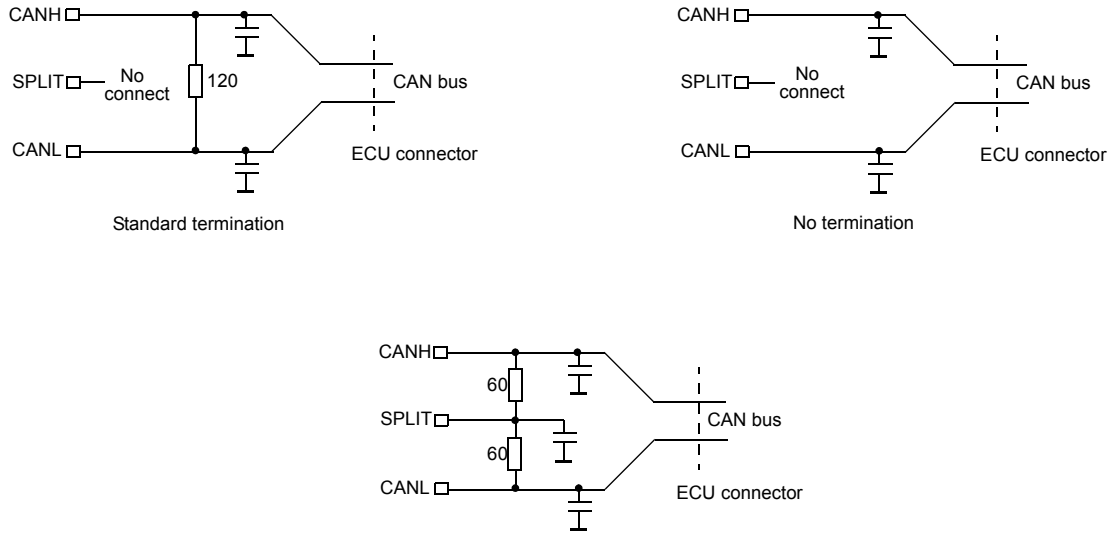 CANH
SPLIT
No
connect
120
CANL
CAN bus
ECU connector
Standard termination
CANH
SPLIT
No
connect
CANL
CAN bus
ECU connector
No termination
CANH
60
SPLIT
60
CANL
CAN bus
ECU connector